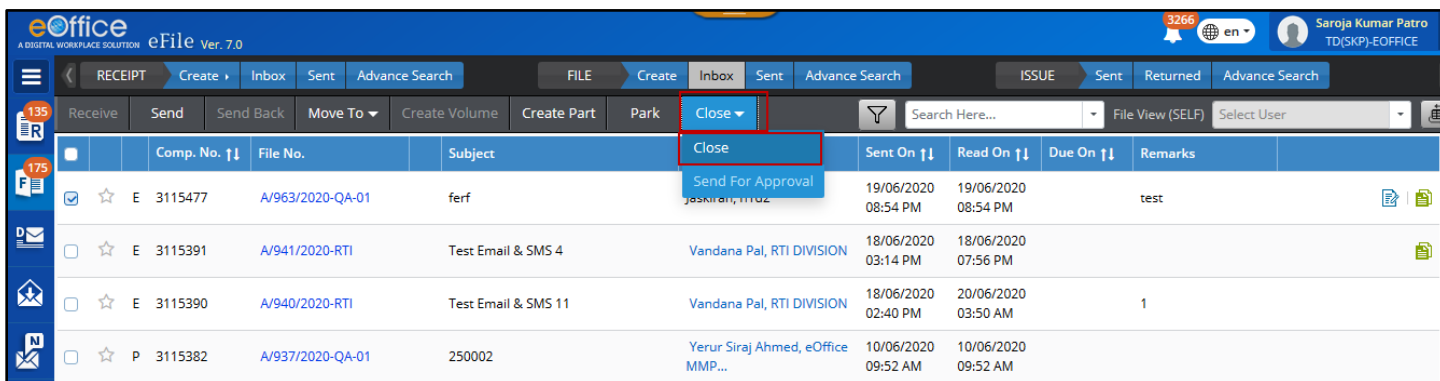 eOffice
A DIGITAL WORKPLACE SOLUTION eFile Ver. 7.0
3266 en Saroja Kumar Patro
TD(SKP)-EOFFICE
RECEIPT Create Inbox Sent Advance Search FILE Create Inbox Sent Advance Search ISSUE Sent Returned Advance Search
135 R Receive Send Send Back Move To Create Volume Create Part Park Close Search Here... File View (SELF) Select User
Close
Send For Approval
Comp. No. File No. Subject Sent On Read On Due On Remarks
175 F
E 3115477 A/963/2020-QA-01 ferf 19/06/2020 08:54 PM 19/06/2020 08:54 PM test
D E 3115391 A/941/2020-RTI Test Email & SMS 4 Vandana Pal, RTI DIVISION 18/06/2020 03:14 PM 18/06/2020 07:56 PM
E 3115390 A/940/2020-RTI Test Email & SMS 11 Vandana Pal, RTI DIVISION 18/06/2020 02:40 PM 20/06/2020 03:50 AM 1
N P 3115382 A/937/2020-QA-01 250002 Yerur Siraj Ahmed, eOffice MMP... 10/06/2020 09:52 AM 10/06/2020 09:52 AM